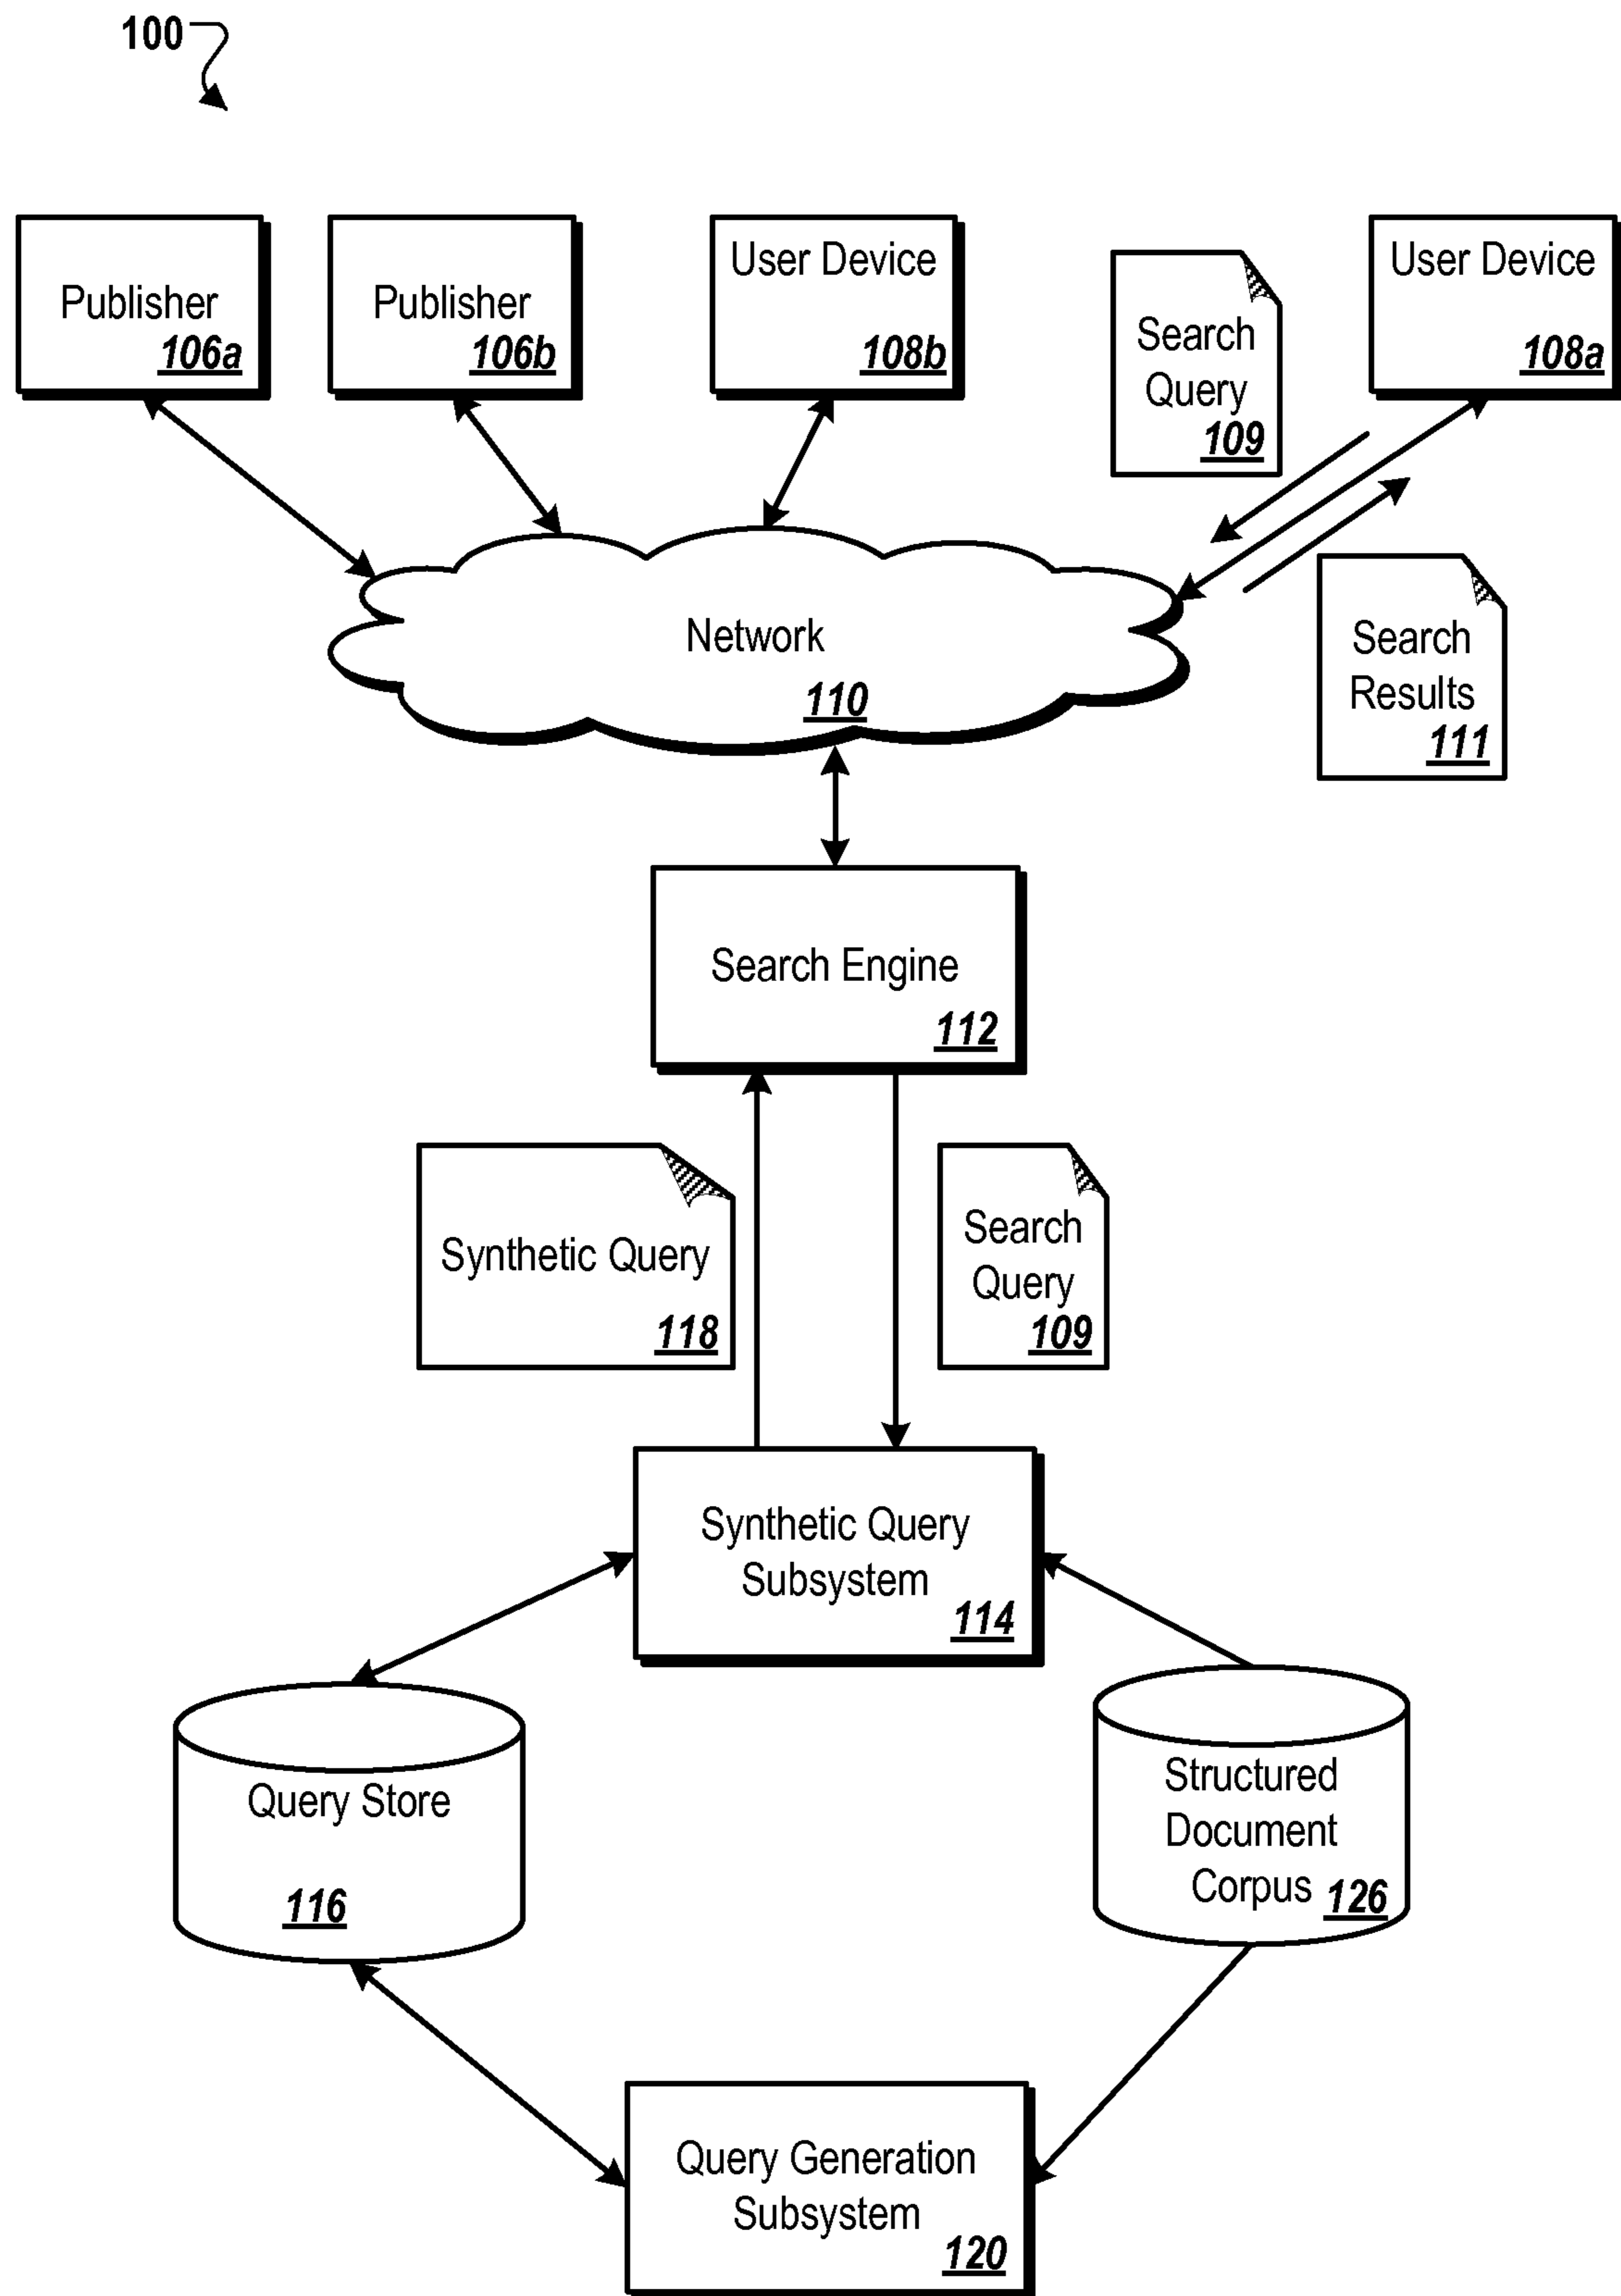 100
Publisher
106a
Publisher
106b
User Device
108b
Search
Query
109
User Device
108a
Network
110
Search
Results
111
Search Engine
112
Synthetic Query
118
Search
Query
109
Synthetic Query
Subsystem
114
Query Store
116
Structured
Document
Corpus 126
Query Generation
Subsystem
120